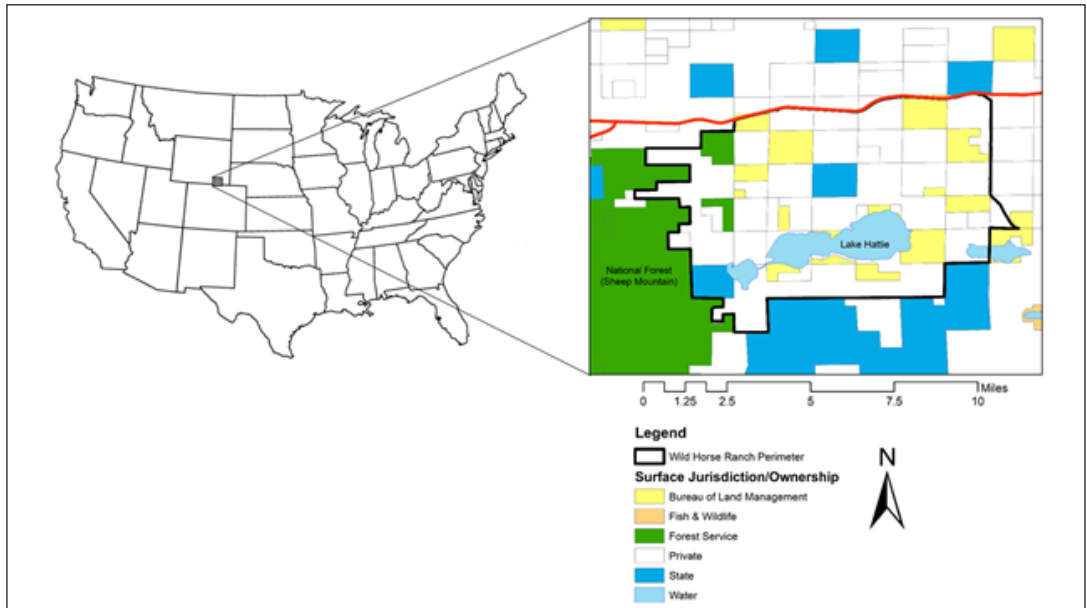 Lake Hattie
National Forest
(Sheep Mountain)
Miles
0 1.25 2.5 5 7.5 10
Legend
Wild Horse Ranch Perimeter
Surface Jurisdiction/Ownership
Bureau of Land Management
Fish & Wildlife
Forest Service
Private
State
Water
N